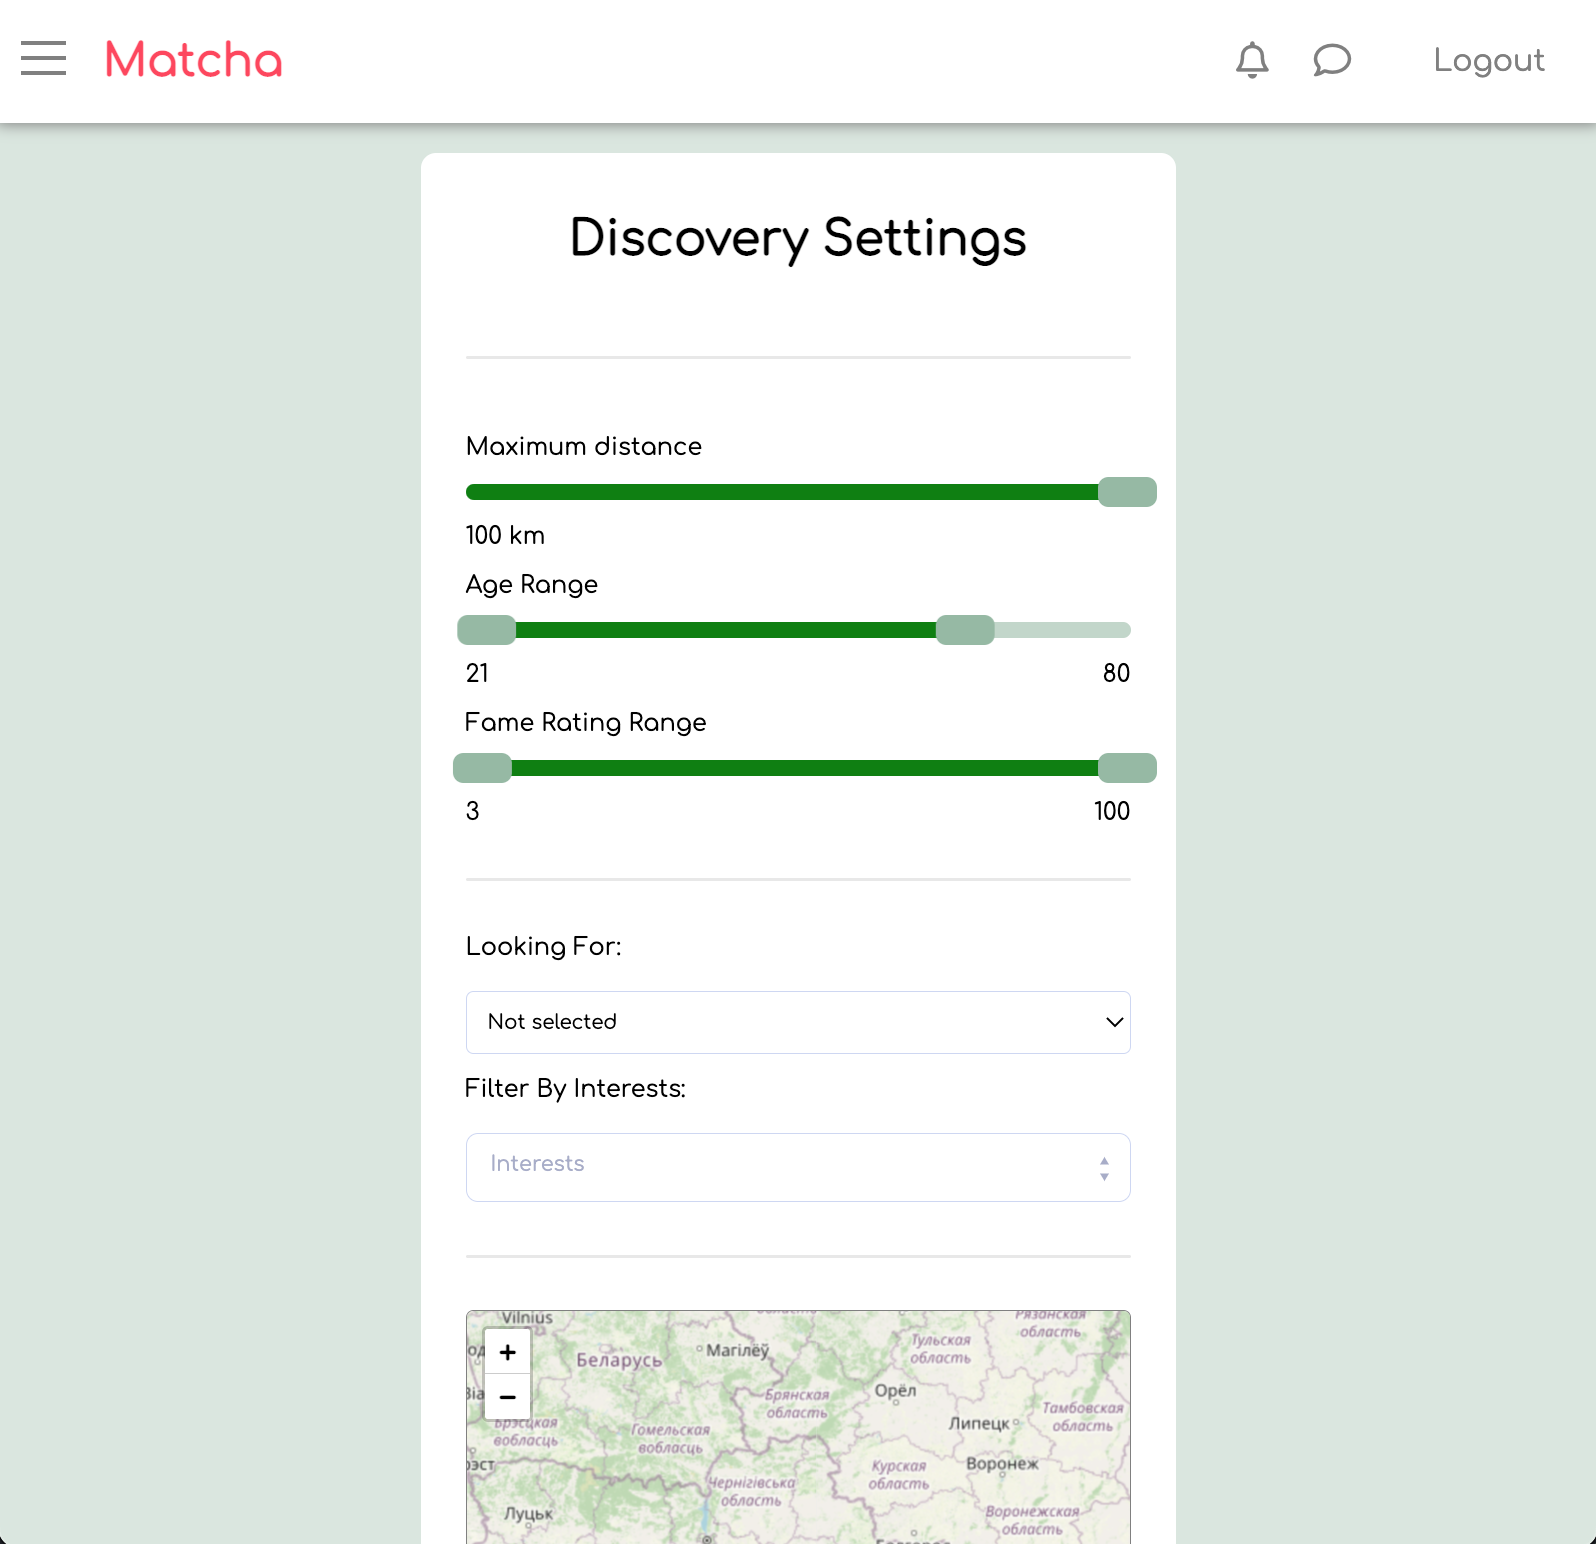 Matcha
Logout
Discovery Settings
Maximum distance
100 km
Age Range
21
80
Fame Rating Range
3
100
Looking For:
Not selected
Filter By Interests:
Interests
+
−
Vilnius
Рязанская
область
Магілёў
Беларусь
Тульская
область
Орёл
Брянская
область
Липецк
Тамбовская
область
Брэсцкая
вобласць
Гомельская
вобласць
Курская
область
Воронеж
Чернігівська
область
Луцьк
Воронежская
область